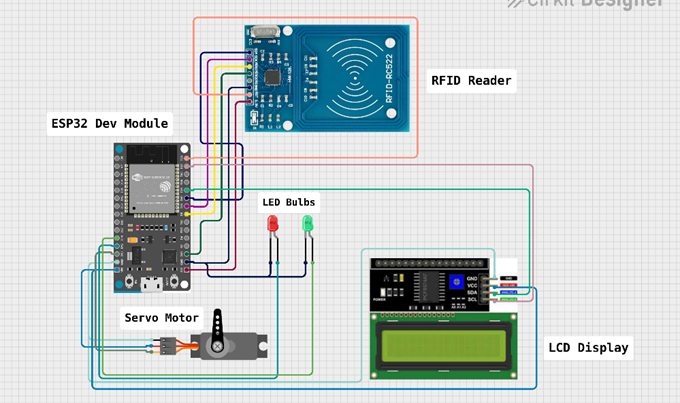 Cirkit Designer
RFID Reader
RFID-RC522
ESP32 Dev Module
LED Bulbs
GND
VCC
SDA
SCL
Servo Motor
LCD Display